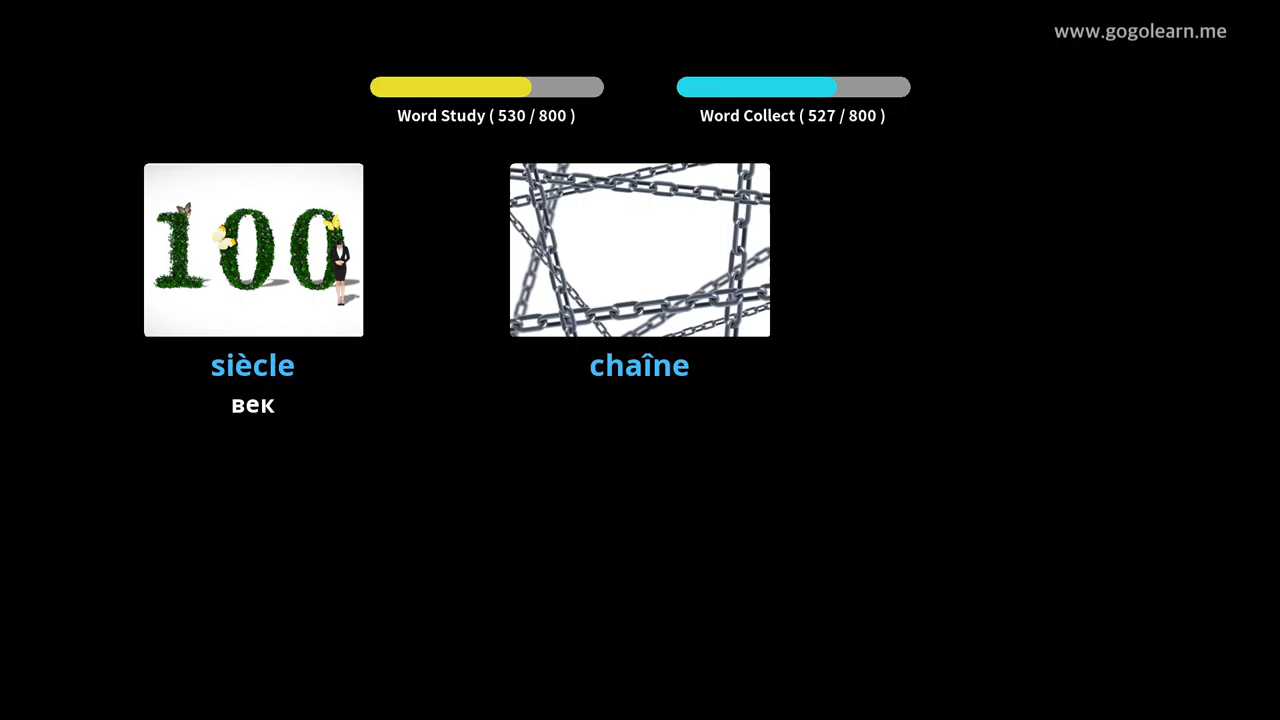 www.gogolearn.me
Word Study ( 530 / 800 )
Word Collect ( 527 / 800 )
100
siècle
chaîne
век